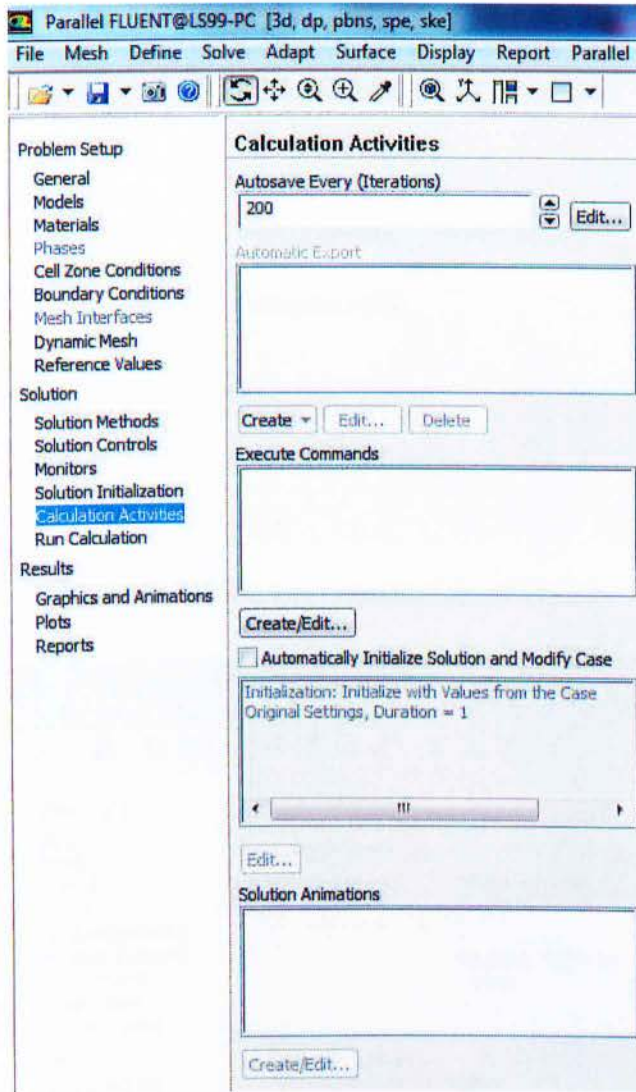 Parallel FLUENT@LS99-PC [3d, dp, pbns, spe, ske]
File Mesh Define Solve Adapt Surface Display Report Parallel
Problem Setup
General
Models
Materials
Phases
Cell Zone Conditions
Boundary Conditions
Mesh Interfaces
Dynamic Mesh
Reference Values
Solution
Solution Methods
Solution Controls
Monitors
Solution Initialization
Calculation Activities
Run Calculation
Results
Graphics and Animations
Plots
Reports
Calculation Activities
Autosave Every (Iterations)
200 Edit...
Automatic Export
Create Edit... Delete
Execute Commands
Create/Edit...
Automatically Initialize Solution and Modify Case
Initialization: Initialize with Values from the Case
Original Settings, Duration = 1
Edit...
Solution Animations
Create/Edit...